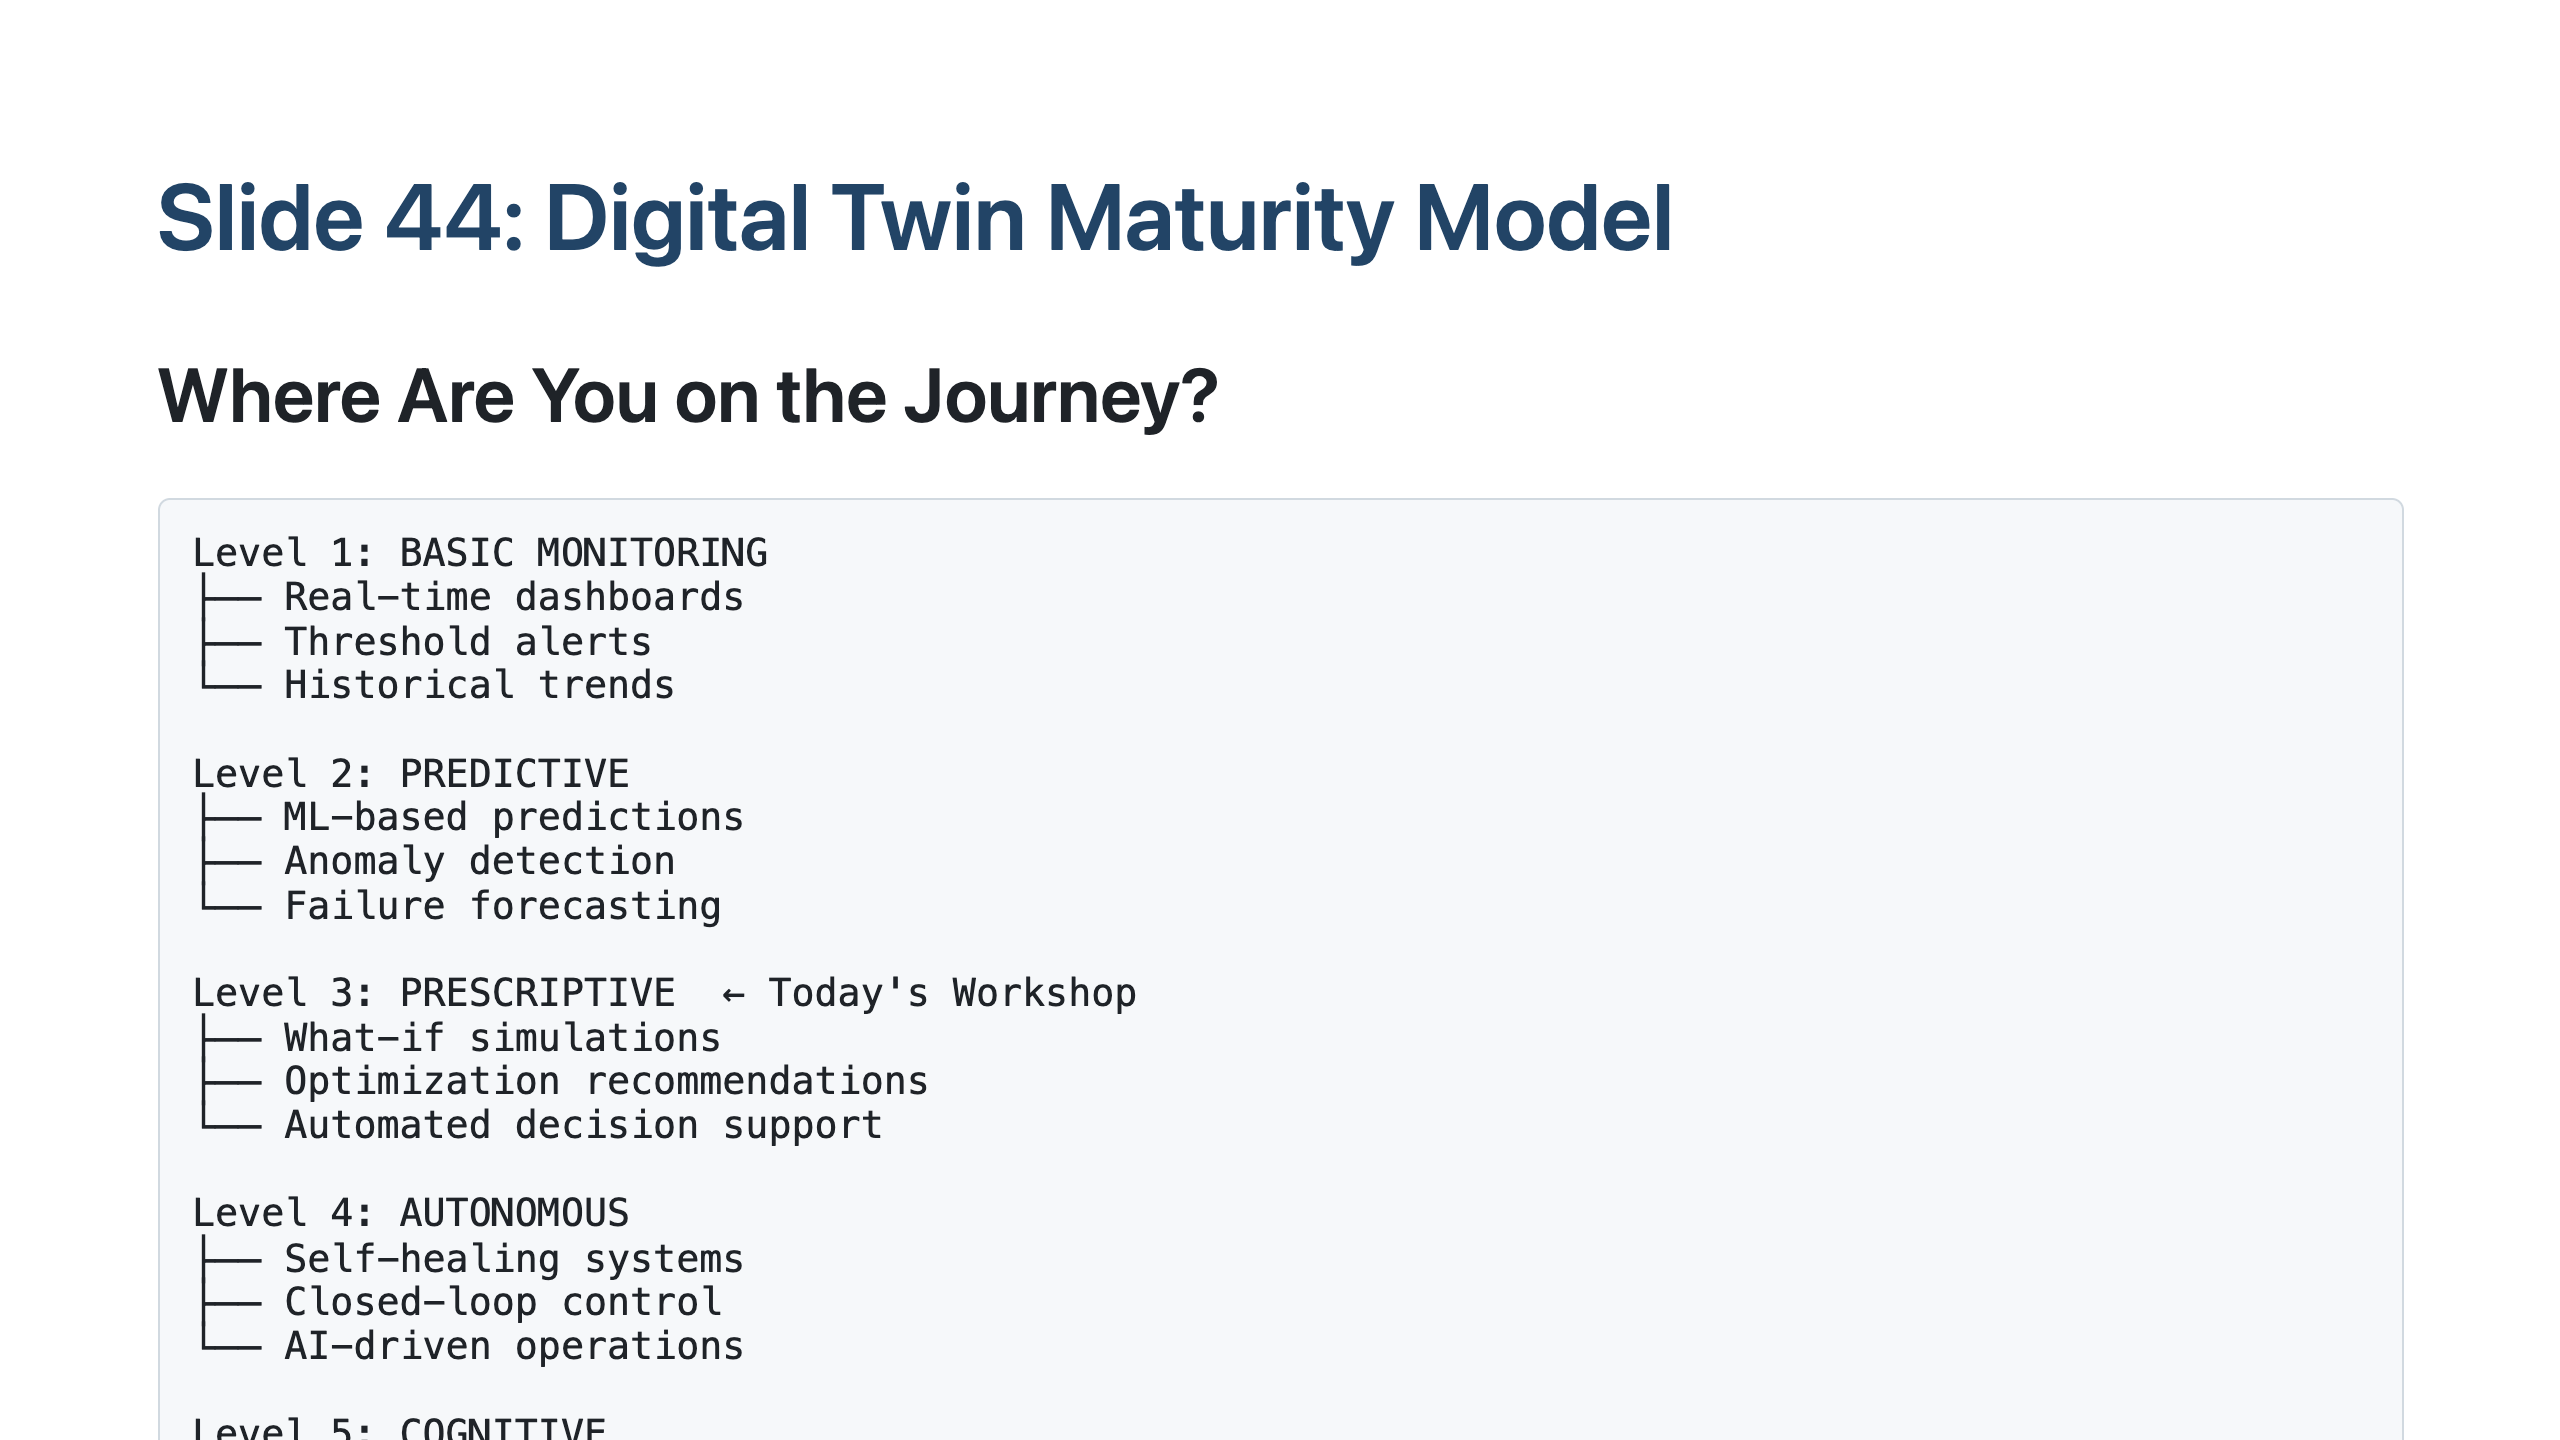 Slide 44: Digital Twin Maturity Model
Where Are You on the Journey?
Level 1: BASIC MONITORING
├── Real-time dashboards
├── Threshold alerts
└── Historical trends
Level 2: PREDICTIVE
├── ML-based predictions
├── Anomaly detection
└── Failure forecasting
Level 3: PRESCRIPTIVE  ← Today's Workshop
├── What-if simulations
├── Optimization recommendations
└── Automated decision support
Level 4: AUTONOMOUS
├── Self-healing systems
├── Closed-loop control
└── AI-driven operations
Level 5: COGNITIVE